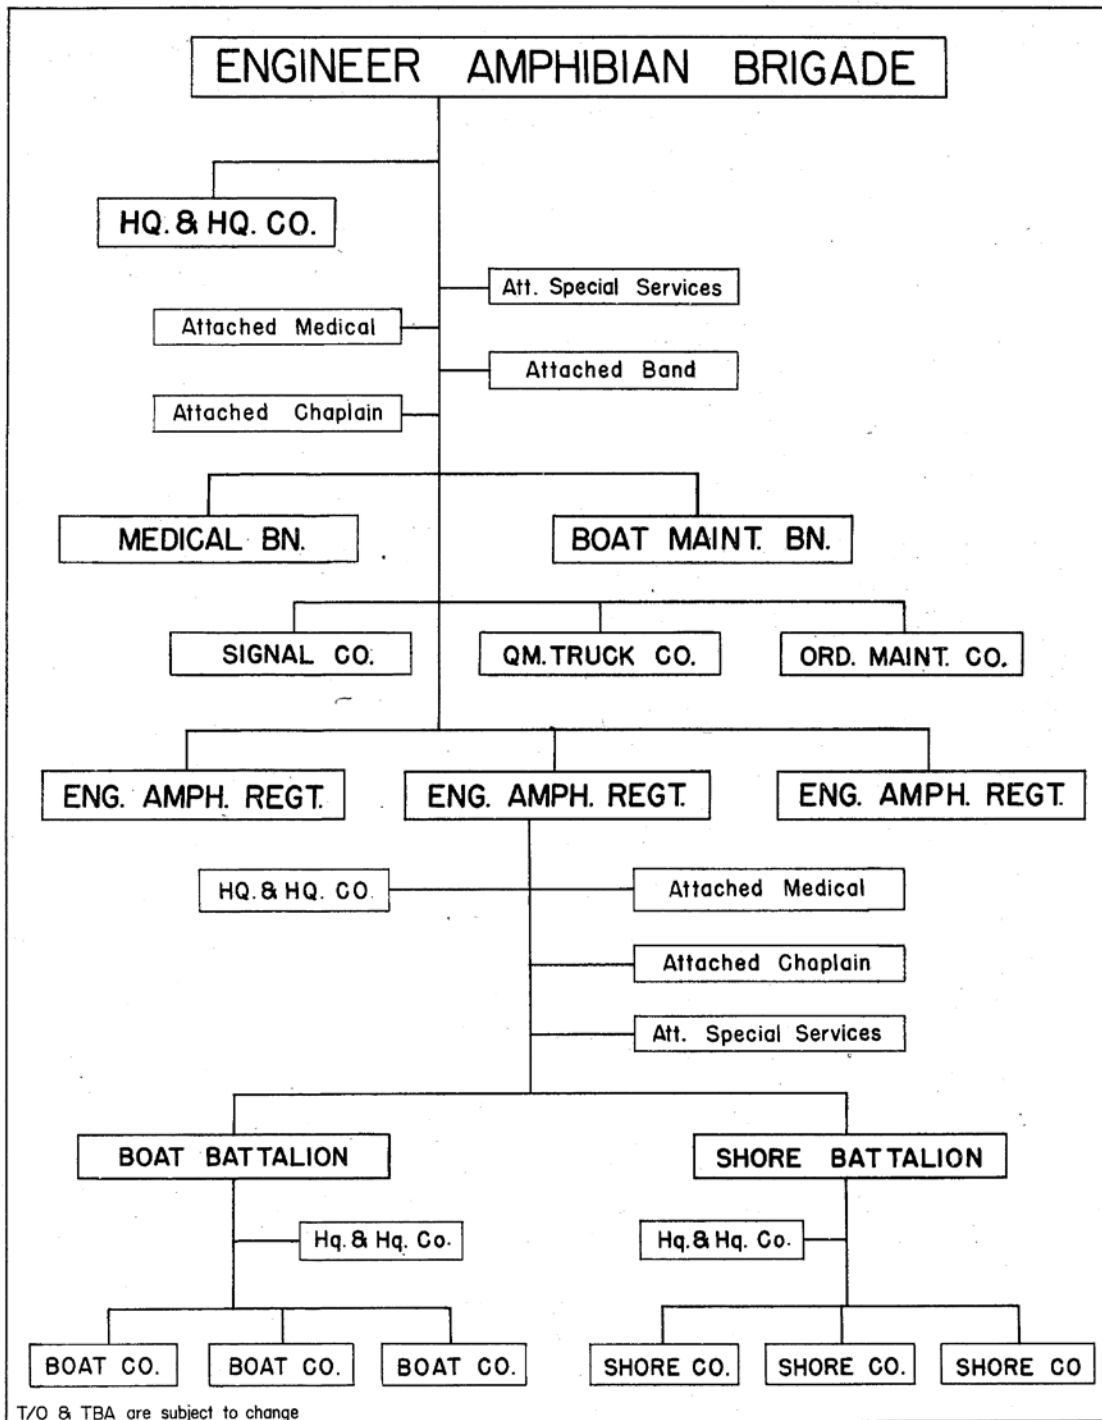 ENGINEER AMPHIBIAN BRIGADE
HQ. & HQ. CO.
Att. Special Services
Attached Medical
Attached Band
Attached Chaplain
MEDICAL BN.
BOAT MAINT. BN.
SIGNAL CO.
QM. TRUCK CO.
ORD. MAINT. CO.
ENG. AMPH. REGT.
ENG. AMPH. REGT.
ENG. AMPH. REGT.
HQ. & HQ. CO.
Attached Medical
Attached Chaplain
Att. Special Services
BOAT BATTALION
SHORE BATTALION
Hq. & Hq. Co.
Hq. & Hq. Co.
BOAT CO.
BOAT CO.
BOAT CO.
SHORE CO.
SHORE CO.
SHORE CO
T/O & TBA are subject to change